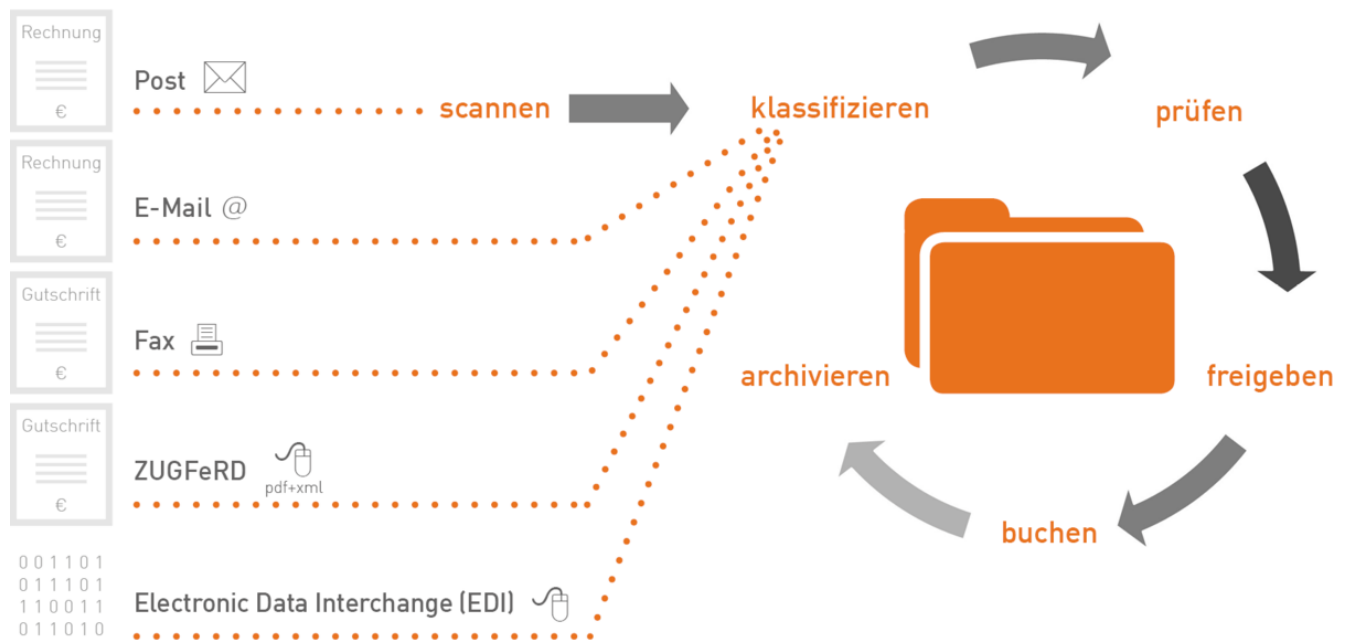 Rechnung
€
Post
scannen
klassifizieren
prüfen
Rechnung
€
E-Mail @
Gutschrift
€
Fax
archivieren
freigeben
Gutschrift
€
ZUGFeRD
pdf+xml
buchen
001101
011101
110011
011010
Electronic Data Interchange (EDI)